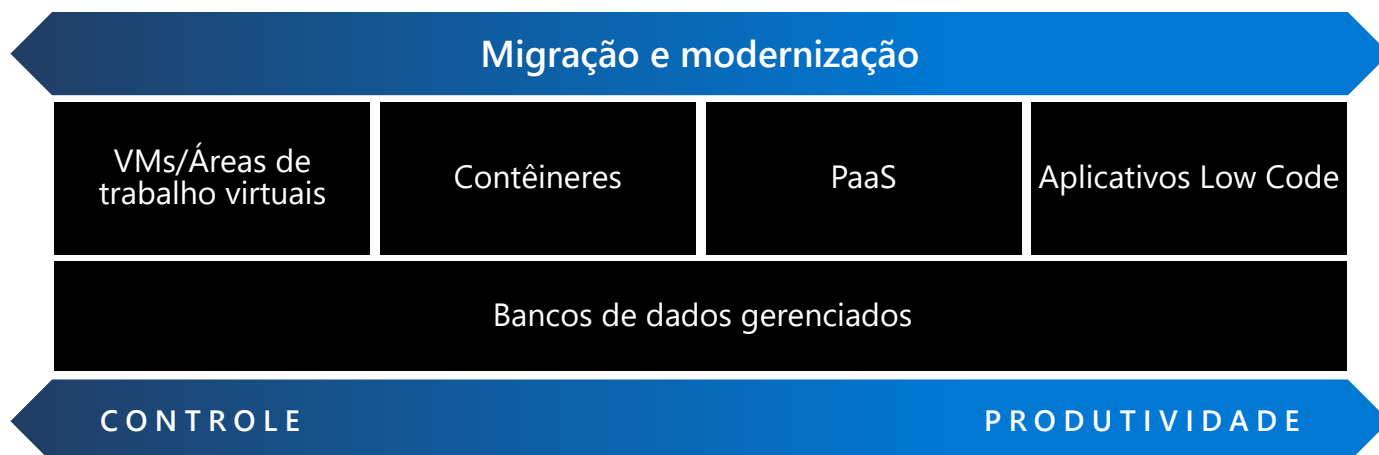 Migração e modernização
VMs/Áreas de
trabalho virtuais
Contêineres
PaaS
Aplicativos Low Code
Bancos de dados gerenciados
CONTROLE
PRODUTIVIDADE